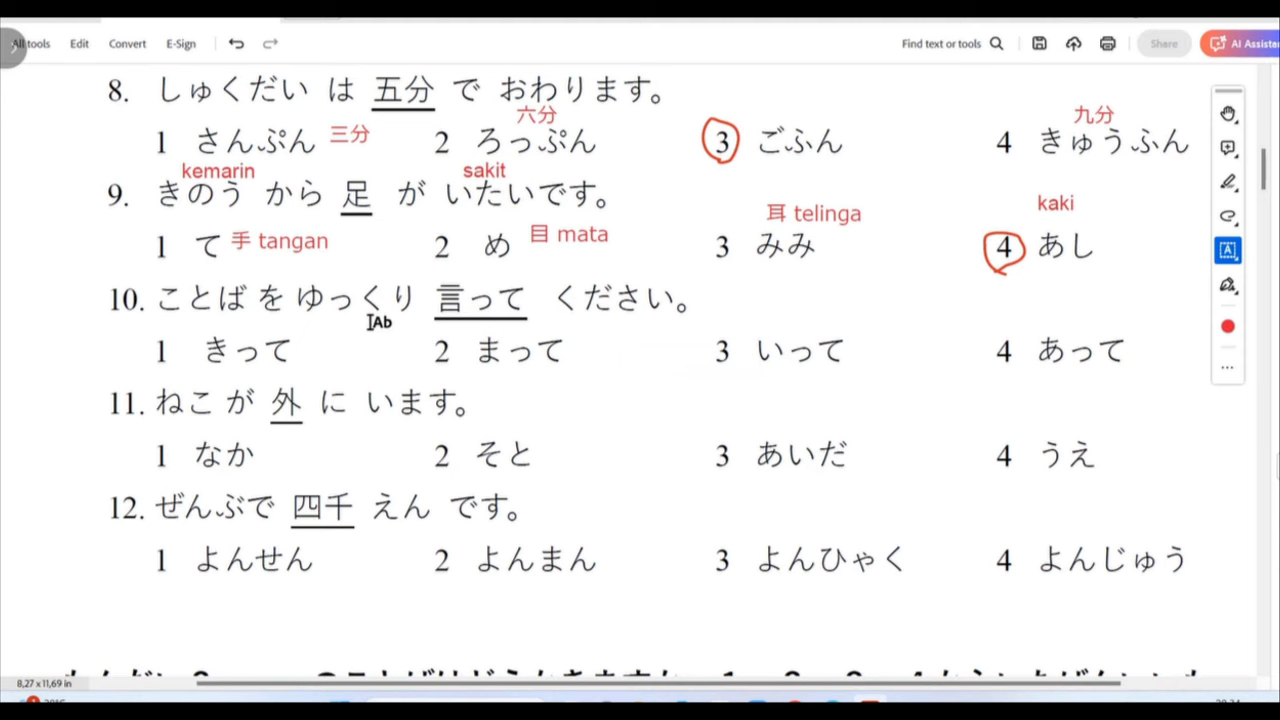 All tools Edit Convert E-Sign Find text or tools Share AI Assista
8. しゅくだい は 五分 で おわります。
六分 九分
1 さんぷん 三分 2 ろっぷん 3 ごふん 4 きゅうふん
kemarin sakit
9. きのう から 足 が いたいです。
耳 telinga kaki
1 て 手 tangan 2 め 目 mata 3 みみ 4 あし
10. ことば を ゆっくり 言って ください。
Ab
1 きって 2 まって 3 いって 4 あって
11. ねこ が 外 に います。
1 なか 2 そと 3 あいだ 4 うえ
12. ぜんぶで 四千 えん です。
1 よんせん 2 よんまん 3 よんひゃく 4 よんじゅう
8,27 x 11,69 in